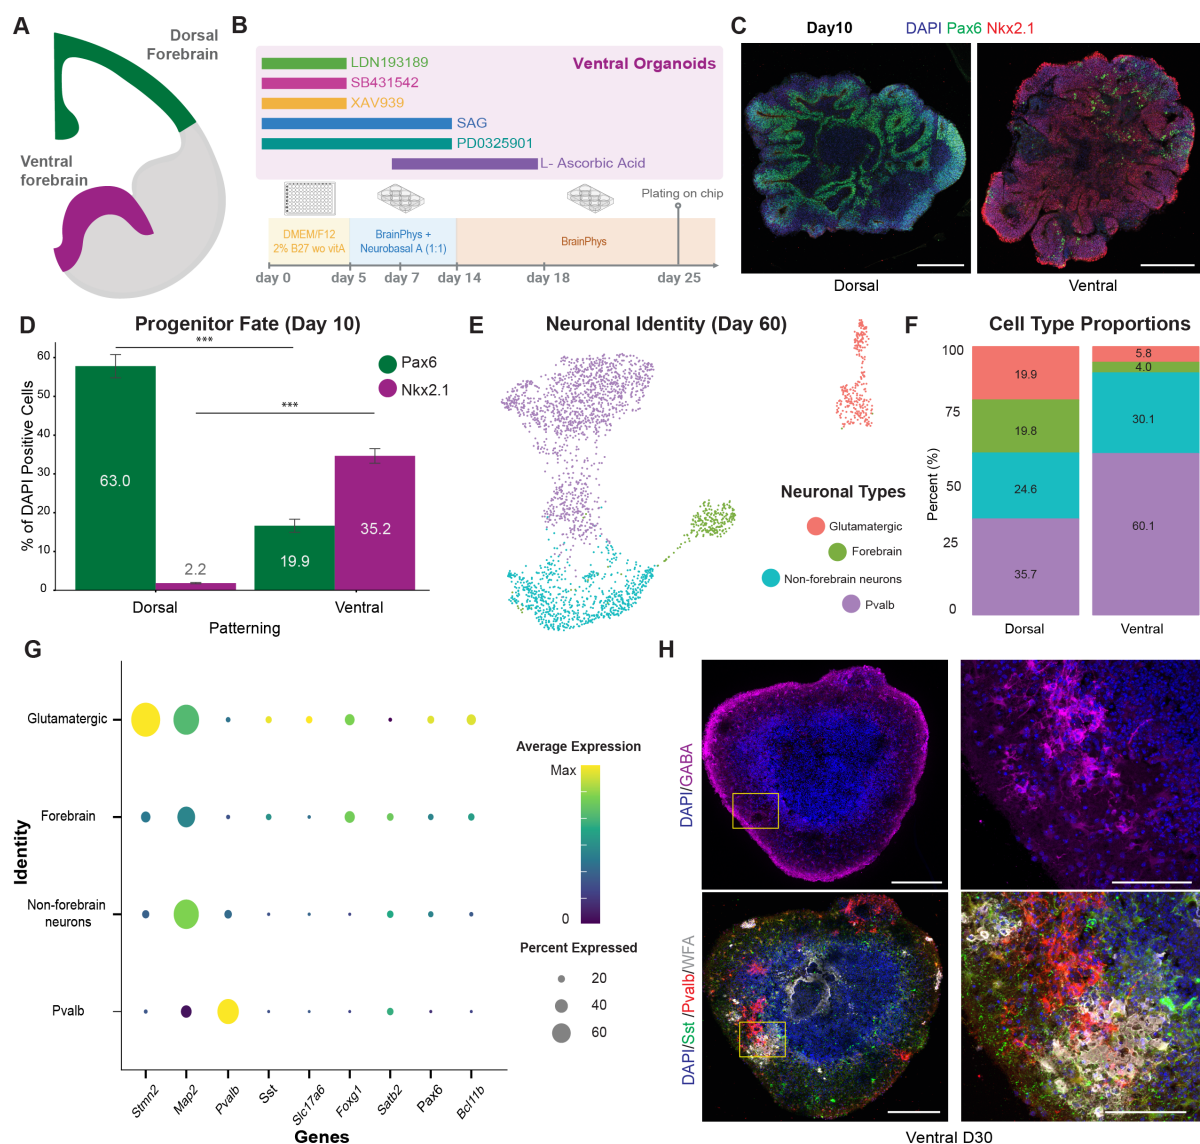 A
Dorsal
Forebrain
Ventral
forebrain
B
Ventral Organoids
LDN193189
SB431542
XAV939
SAG
PD0325901
L- Ascorbic Acid
Plating on chip
DMEM/F12
2% B27 wo vitA
BrainPhys +
Neurobasal A (1:1)
BrainPhys
day 0
day 5
day 7
day 14
day 18
day 25
C
Day10
DAPI Pax6 Nkx2.1
Dorsal
Ventral
D
Progenitor Fate (Day 10)
% of DAPI Positive Cells
60
50
40
30
20
10
0
***
***
Pax6
Nkx2.1
63.0
2.2
19.9
35.2
Dorsal
Ventral
Patterning
E
Neuronal Identity (Day 60)
Neuronal Types
Glutamatergic
Forebrain
Non-forebrain neurons
Pvalb
F
Cell Type Proportions
Percent (%)
100
75
50
25
0
19.9
19.8
24.6
35.7
5.8
4.0
30.1
60.1
Dorsal
Ventral
G
Identity
Glutamatergic
Forebrain
Non-forebrain
neurons
Pvalb
Stmn2
Map2
Pvalb
Sst
Slc17a6
Foxg1
Satb2
Pax6
Bcl11b
Genes
Average Expression
Max
0
Percent Expressed
20
40
60
H
DAPI/GABA
DAPI/Sst /Pvalb/WFA
Ventral D30